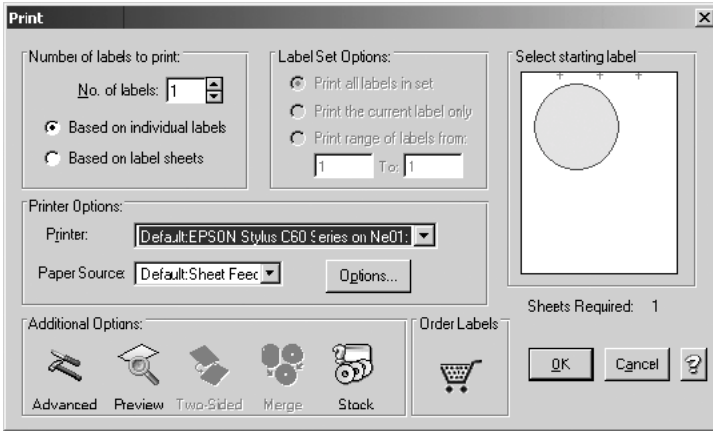 Print
Number of labels to print:
No. of labels: 1
Based on individual labels
Based on label sheets
Label Set Options:
Print all labels in set
Print the current label only
Print range of labels from:
1 To: 1
Select starting label
Printer Options:
Printer: Default:EPSON Stylus C60 Series on Ne01:
Paper Source: Default:Sheet Feec
Options...
Sheets Required: 1
Additional Options:
Advanced Preview Two-Sided Merge Stock
Order Labels
OK Cancel ?